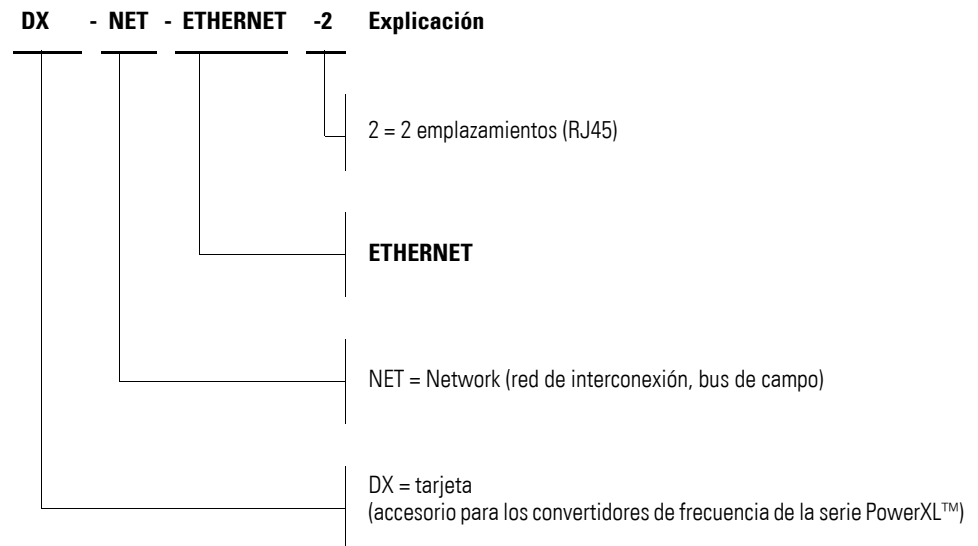 DX - NET - ETHERNET -2 Explicación
2 = 2 emplazamientos (RJ45)
ETHERNET
NET = Network (red de interconexión, bus de campo)
DX = tarjeta
(accesorio para los convertidores de frecuencia de la serie PowerXL™)